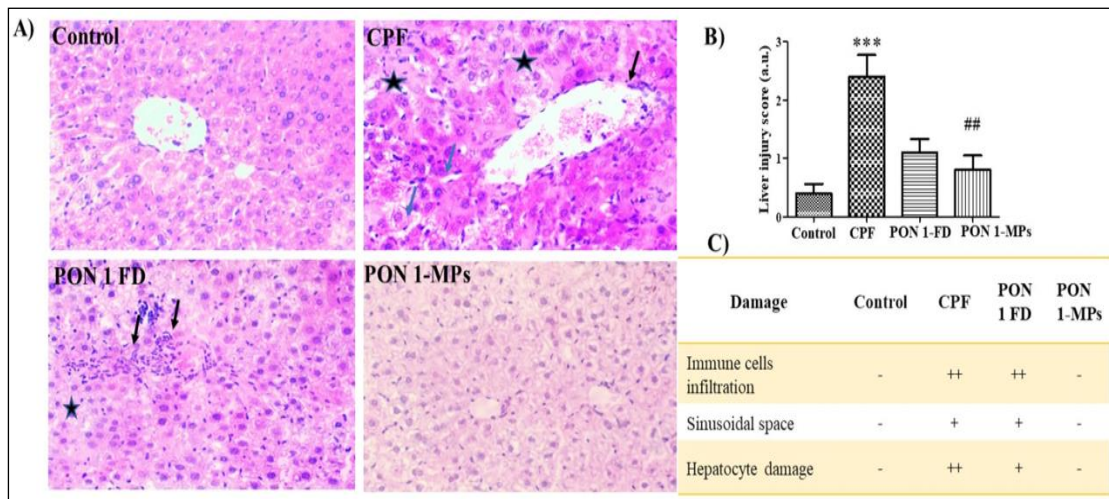 A)
Control
CPF
PON 1 FD
PON 1-MPs
B)
Liver injury score (a.u.)
3
2
1
0
***
##
Control CPF PON 1-FD PON 1-MPs
C)
Damage Control CPF PON 1 FD PON 1-MPs
Immune cells infiltration - ++ ++ -
Sinusoidal space - + + -
Hepatocyte damage - ++ + -